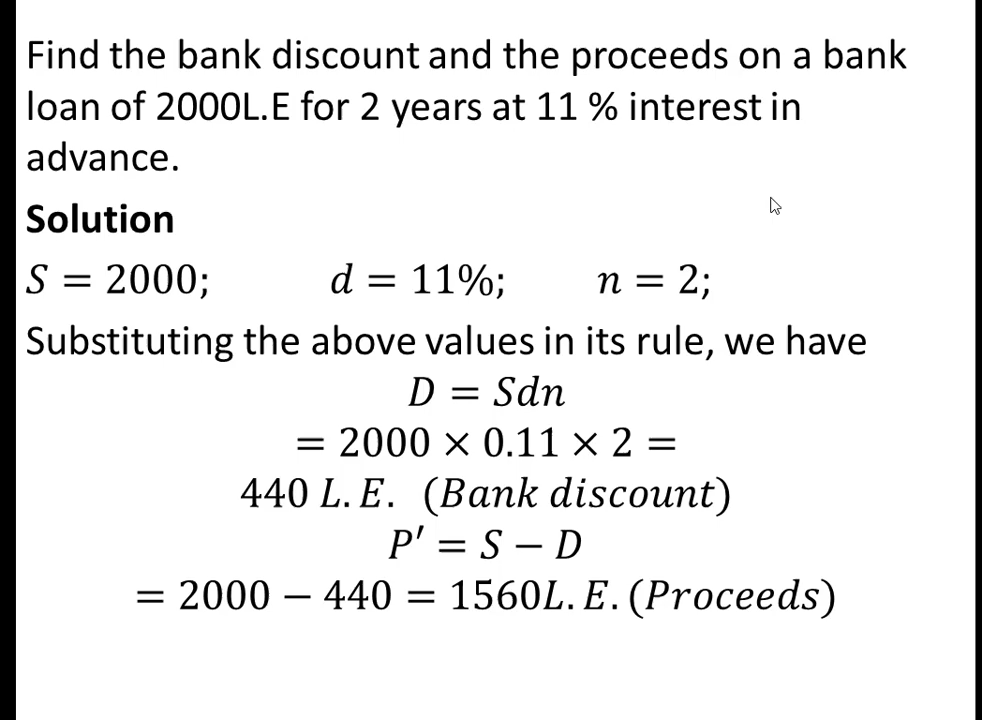 Find the bank discount and the proceeds on a bank
loan of 2000L.E for 2 years at 11 % interest in
advance.
Solution
S = 2000; d = 11%; n = 2;
Substituting the above values in its rule, we have
D = Sdn
= 2000 × 0.11 × 2 =
440 L.E. (Bank discount)
P′ = S − D
= 2000 − 440 = 1560L.E.(Proceeds)